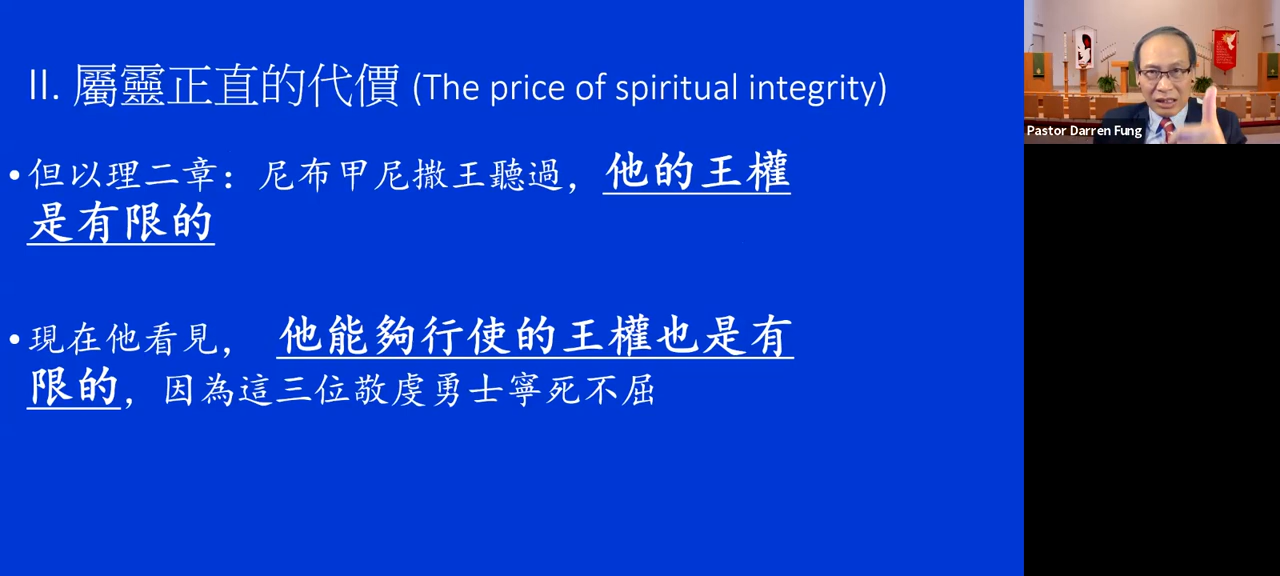 II. 屬靈正直的代價 (The price of spiritual integrity)
• 但以理二章：尼布甲尼撒王聽過，他的王權
是有限的
• 現在他看見， 他能夠行使的王權也是有
限的，因為這三位敬虔勇士寧死不屈
Pastor Darren Fung